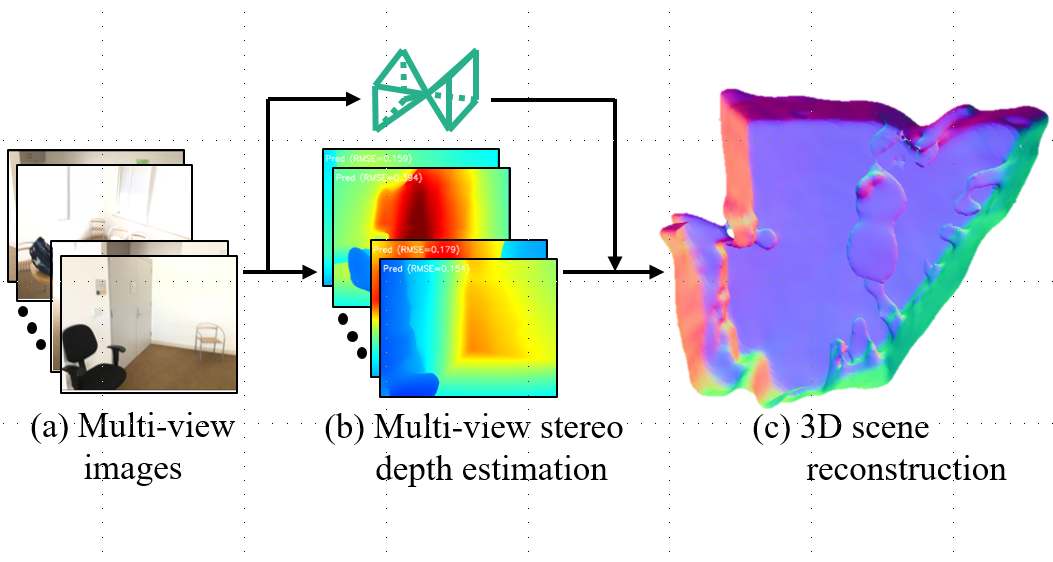 Pred (RMSE=0.159)
Pred (RMSE=0.384)
Pred (RMSE=0.179)
Pred (RMSE=0.154)
(a) Multi-view
images
(b) Multi-view stereo
depth estimation
(c) 3D scene
reconstruction